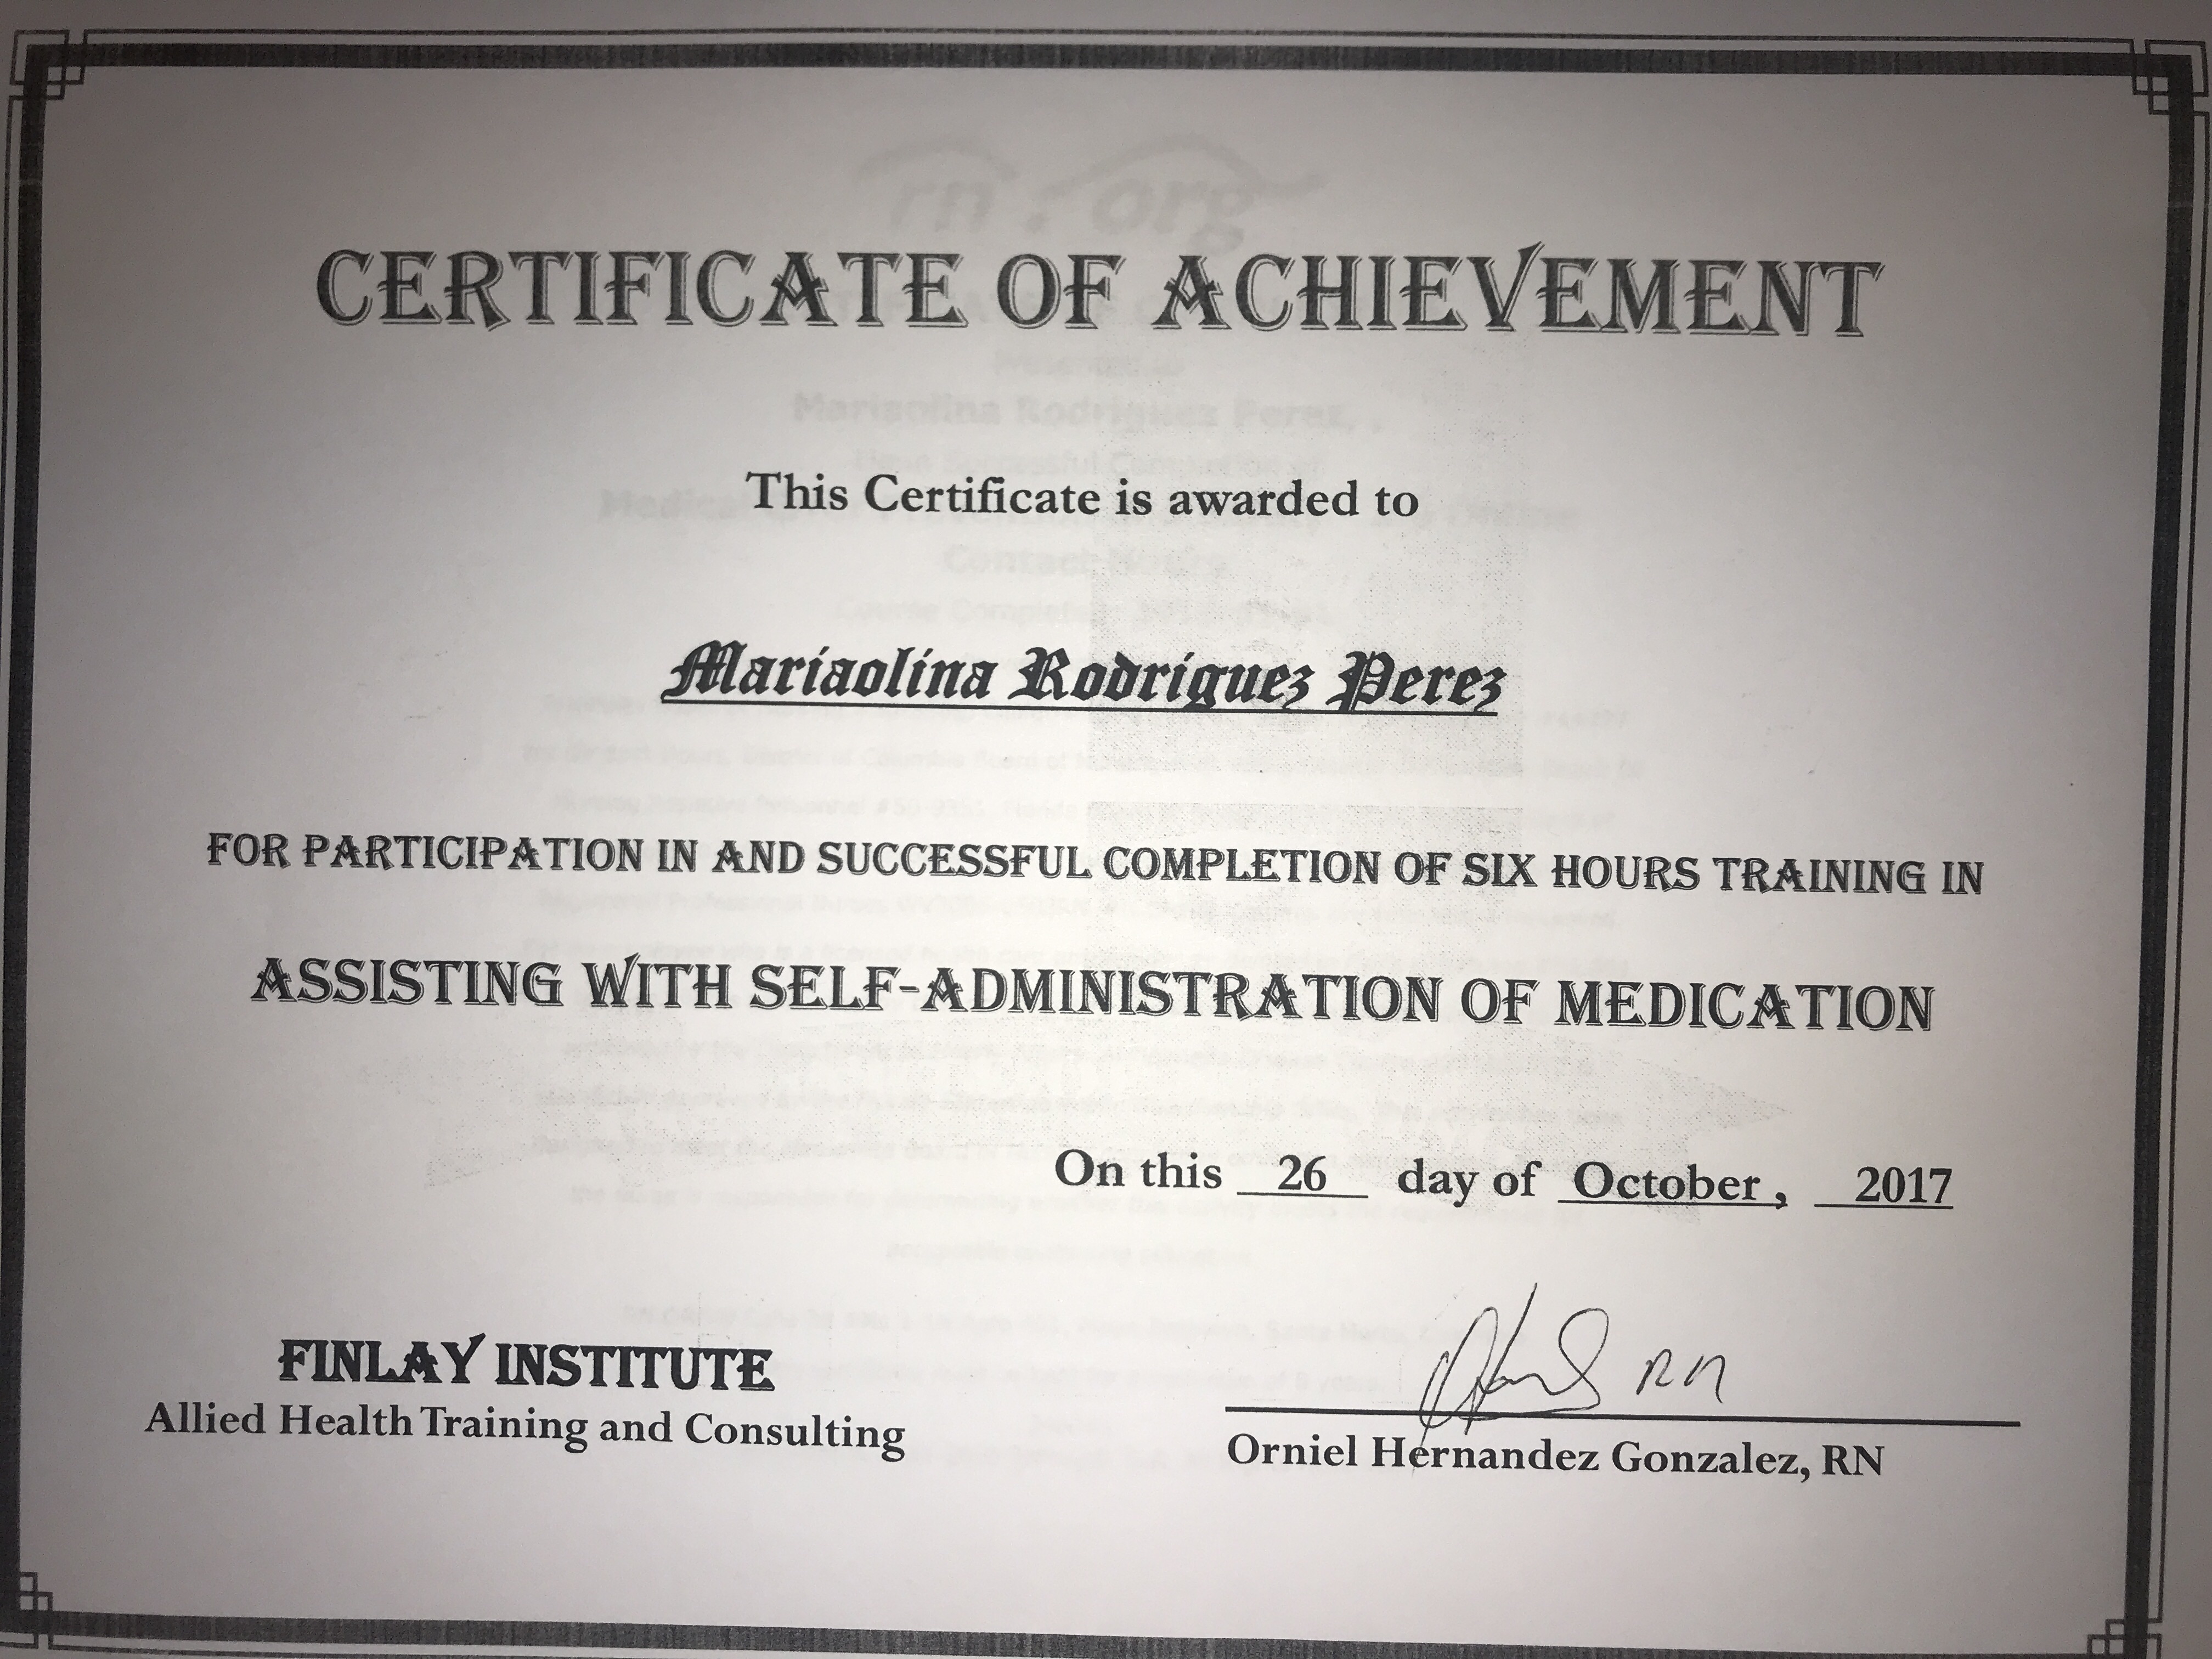 CERTIFICATE OF ACHIEVEMENT
This Certificate is awarded to
Mariaolina Rodriguez Perez
FOR PARTICIPATION IN AND SUCCESSFUL COMPLETION OF SIX HOURS TRAINING IN
ASSISTING WITH SELF-ADMINISTRATION OF MEDICATION
On this 26 day of October, 2017
FINLAY INSTITUTE
Allied Health Training and Consulting
RN
Orniel Hernandez Gonzalez, RN